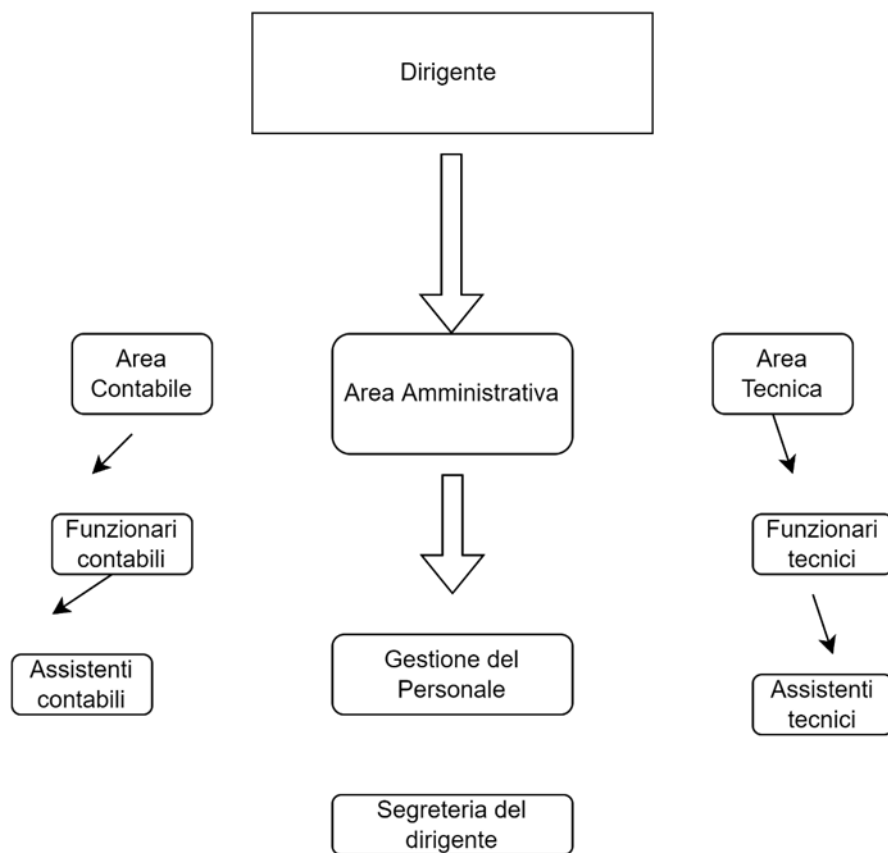 Dirigente
Area
Contabile
Area Amministrativa
Area
Tecnica
Funzionari
contabili
Funzionari
tecnici
Assistenti
contabili
Gestione del
Personale
Assistenti
tecnici
Segreteria del
dirigente